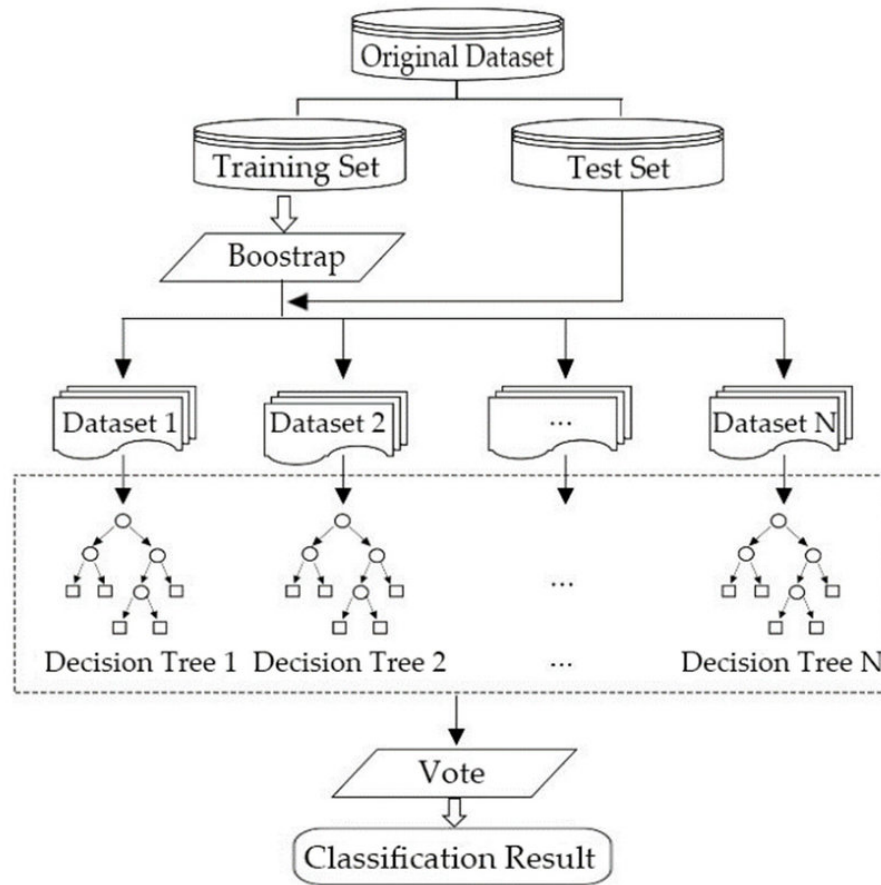 Original Dataset
Training Set
Test Set
Boostrap
Dataset 1
Dataset 2
...
Dataset N
...
Decision Tree 1
Decision Tree 2
...
Decision Tree N
Vote
Classification Result